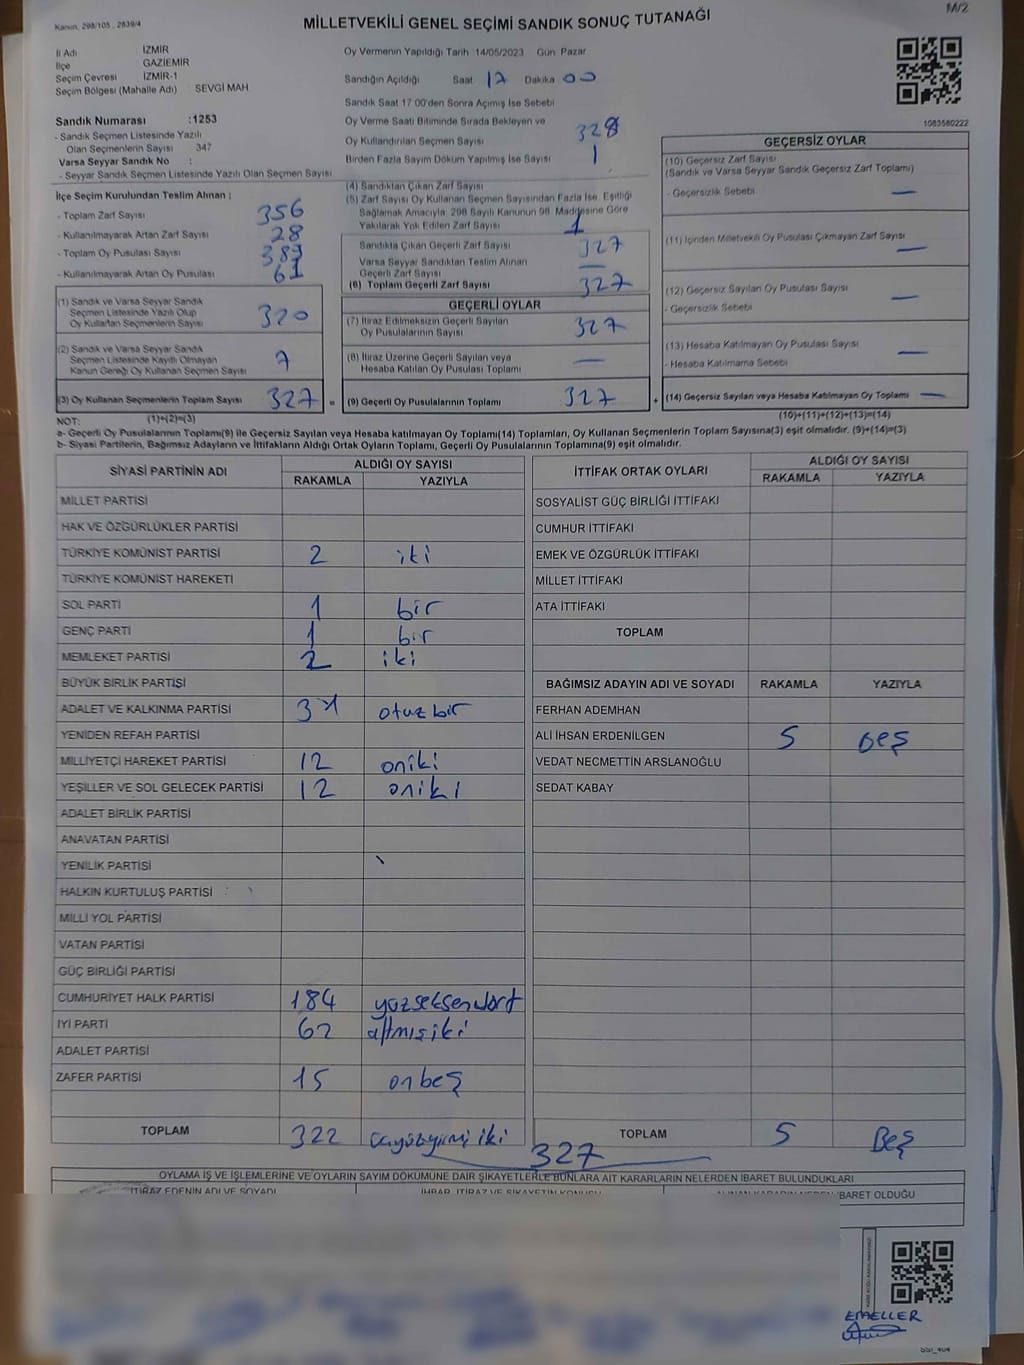 Kanun, 298/105 , 2839/4
MİLLETVEKİLİ GENEL SEÇİMİ SANDIK SONUÇ TUTANAĞI
M/2
İl Adı İZMİR
İlçe GAZİEMİR
Seçim Çevresi İZMİR-1
Seçim Bölgesi (Mahalle Adı) SEVGİ MAH.
Oy Vermenin Yapıldığı Tarih 14/05/2023 Gün Pazar
Sandığın Açıldığı Saat 17 Dakika 00
Sandık Saat 17:00'den Sonra Açımış İse Sebebi
Oy Verme Saati Bitiminde Sırada Bekleyen ve
Oy Kullandırılan Seçmen Sayısı 328
Birden Fazla Sayım Döküm Yapılmış İse Sayısı 1
1083580222
Sandık Numarası :1253
- Sandık Seçmen Listesinde Yazılı
Olan Seçmenlerin Sayısı 347
Varsa Seyyar Sandık No :
- Seyyar Sandık Seçmen Listesinde Yazılı Olan Seçmen Sayısı
İlçe Seçim Kurulundan Teslim Alınan ;
- Toplam Zarf Sayısı 356
- Kullanılmayarak Artan Zarf Sayısı 28
- Toplam Oy Pusulası Sayısı 389
- Kullanılmayarak Artan Oy Pusulası 61
(1) Sandık ve Varsa Seyyar Sandık
Seçmen Listesinde Yazılı Olup
Oy Kullanan Seçmenlerin Sayısı 320
(2) Sandık ve Varsa Seyyar Sandık
Seçmen Listesinde Kayıtlı Olmayan
Kanun Gereği Oy Kullanan Seçmen Sayısı 7
(3) Oy Kullanan Seçmenlerin Toplam Sayısı 327 =
(4) Sandıktan Çıkan Zarf Sayısı
(5) Zarf Sayısı Oy Kullanan Seçmen Sayısından Fazla İse, Eşitliği
Sağlamak Amacıyla, 298 Sayılı Kanunun 98. Maddesine Göre
Yakılarak Yok Edilen Zarf Sayısı 1
Sandıkta Çıkan Geçerli Zarf Sayısı 327
Varsa Seyyar Sandıktan Teslim Alınan
Geçerli Zarf Sayısı —
(6) Toplam Geçerli Zarf Sayısı 327
GEÇERLİ OYLAR
(7) İtiraz Edilmeksizin Geçerli Sayılan
Oy Pusulalarının Sayısı 327
(8) İtiraz Üzerine Geçerli Sayılan veya
Hesaba Katılan Oy Pusulası Toplamı —
(9) Geçerli Oy Pusulalarının Toplamı 327 +
GEÇERSİZ OYLAR
(10) Geçersiz Zarf Sayısı
(Sandık ve Varsa Seyyar Sandık Geçersiz Zarf Toplamı)
- Geçersizlik Sebebi —
(11) İçinden Milletvekili Oy Pusulası Çıkmayan Zarf Sayısı —
(12) Geçersiz Sayılan Oy Pusulası Sayısı
- Geçersizlik Sebebi —
(13) Hesaba Katılmayan Oy Pusulası Sayısı
- Hesaba Katılmama Sebebi —
(14) Geçersiz Sayılan veya Hesaba Katılmayan Oy Toplamı —
NOT: (1)+(2)=(3)
(10)+(11)+(12)+(13)=(14)
a- Geçerli Oy Pusulalarının Toplamı(9) ile Geçersiz Sayılan veya Hesaba katılmayan Oy Toplamı(14) Toplamları, Oy Kullanan Seçmenlerin Toplam Sayısına(3) eşit olmalıdır. (9)+(14)=(3)
b- Siyasi Partilerin, Bağımsız Adayların ve İttifakların Aldığı Ortak Oyların Toplamı, Geçerli Oy Pusulalarının Toplamına(9) eşit olmalıdır.
SİYASİ PARTİNİN ADI ALDIĞI OY SAYISI
RAKAMLA YAZIYLA
MİLLET PARTİSİ
HAK VE ÖZGÜRLÜKLER PARTİSİ
TÜRKİYE KOMÜNİST PARTİSİ 2 iki
TÜRKİYE KOMÜNİST HAREKETİ
SOL PARTİ 1 bir
GENÇ PARTİ 1 bir
MEMLEKET PARTİSİ 2 iki
BÜYÜK BİRLİK PARTİSİ
ADALET VE KALKINMA PARTİSİ 31 otuzbir
YENİDEN REFAH PARTİSİ
MİLLİYETÇİ HAREKET PARTİSİ 12 oniki
YEŞİLLER VE SOL GELECEK PARTİSİ 12 oniki
ADALET BİRLİK PARTİSİ
ANAVATAN PARTİSİ
YENİLİK PARTİSİ
HALKIN KURTULUŞ PARTİSİ
MİLLİ YOL PARTİSİ
VATAN PARTİSİ
GÜÇ BİRLİĞİ PARTİSİ
CUMHURİYET HALK PARTİSİ 184 yüzseksendört
İYİ PARTİ 62 altmışiki
ADALET PARTİSİ
ZAFER PARTİSİ 15 onbeş
TOPLAM 322 üçyüzyirmi iki
İTTİFAK ORTAK OYLARI ALDIĞI OY SAYISI
RAKAMLA YAZIYLA
SOSYALİST GÜÇ BİRLİĞİ İTTİFAKI
CUMHUR İTTİFAKI
EMEK VE ÖZGÜRLÜK İTTİFAKI
MİLLET İTTİFAKI
ATA İTTİFAKI
TOPLAM
BAĞIMSIZ ADAYIN ADI VE SOYADI RAKAMLA YAZIYLA
FERHAN ADEMHAN
ALİ İHSAN ERDENİLGEN 5 beş
VEDAT NECMETTİN ARSLANOĞLU
SEDAT KABAY
TOPLAM 5 Beş
327
OYLAMA İŞ VE İŞLEMLERİNE VE OYLARIN SAYIM DÖKÜMÜNE DAİR ŞİKAYETLERLE BUNLARA AİT KARARLARIN NELERDEN İBARET BULUNDUKLARI
İTİRAZ EDENİN ADI VE SOYADI İHBAR, İTİRAZ VE ŞİKAYETİN KONUSU ALINAN KARARIN NEDEN İBARET OLDUĞU